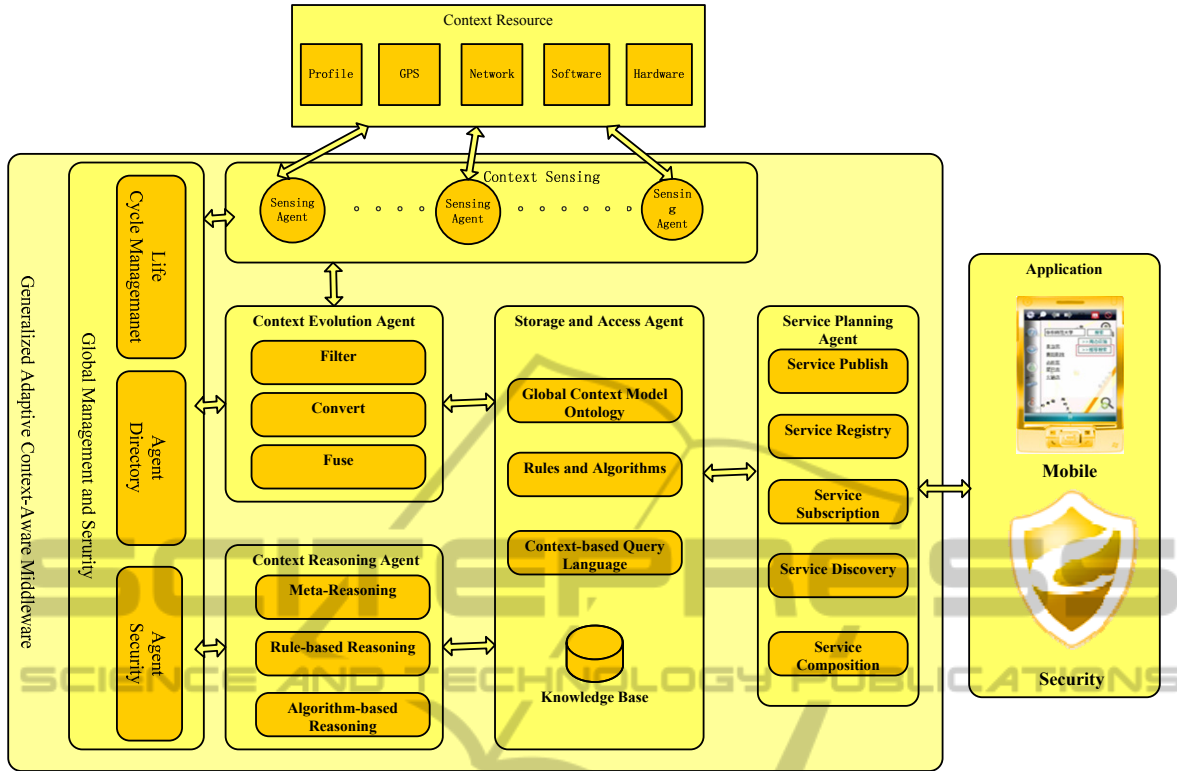 Context Resource
Profile
GPS
Network
Software
Hardware
Context Sensing
Sensing
Agent
Sensing
Agent
Sensin
g
Agent
Generalized Adaptive Context-Aware Middleware
Global Management and Serurity
Life
Cycle Managemanet
Agent
Directory
Agent
Security
Context Evolution Agent
Filter
Convert
Fuse
Context Reasoning Agent
Meta-Reasoning
Rule-based Reasoning
Algorithm-based
Reasoning
Storage and Access Agent
Global Context Model
Ontology
Rules and Algorithms
Context-based Query
Language
Knowledge Base
Service Planning
Agent
Service Publish
Service Registry
Service
Subscription
Service Discovery
Service
Composition
Application
Mobile
Security
SCITEPRESS
SCIENCE AND TECHNOLOGY PUBLICATIONS